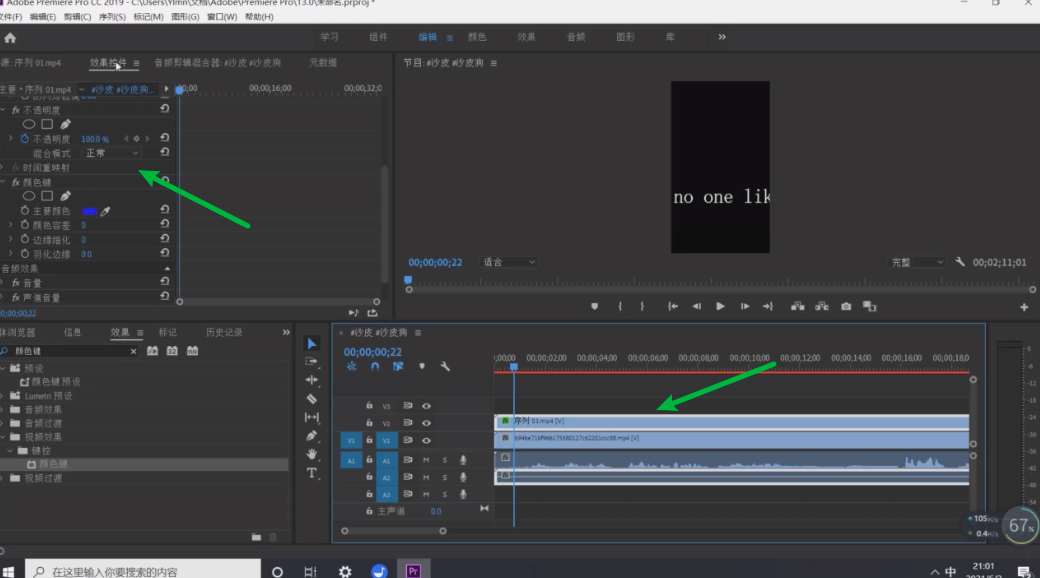 Adobe Premiere Pro CC 2019 - C:\Users\Ylmn\文档\Adobe\Premiere Pro\13.0\未命名.prproj *
文件(F) 编辑(E) 剪辑(C) 序列(S) 标记(M) 图形(G) 窗口(W) 帮助(H)
学习 组件 编辑 颜色 效果 音频 图形 库
源: 序列 01.mp4 效果控件 音频剪辑混合器: #沙皮 #沙皮狗 元数据
节目: #沙皮 #沙皮狗
主要 * 序列 01.mp4 #沙皮 #沙皮狗... 00;00 00;00;16;00 00;00;32;0
fx 不透明度
不透明度 100.0 %
混合模式 正常
fx 时间重映射
fx 颜色键
主要颜色
颜色容差 0
边缘细化 0
羽化边缘 0.0
音频效果
fx 音量
fx 声道音量
0;00;00;22
no one lik
00;00;00;22 适合 完整 00;02;11;01
体浏览器 信息 效果 标记 历史记录
颜色键
预设
颜色键 预设
Lumetri 预设
音频效果
音频过渡
视频效果
键控
颜色键
视频过渡
× #沙皮 #沙皮狗
00;00;00;22
;00;00 00;00;02;00 00;00;04;00 00;00;06;00 00;00;08;00 00;00;10;00 00;00;12;00 00;00;14;00 00;00;16;00 00;00;18;0
V3
V2 fx 序列 01.mp4 [V]
V1 V1
A1 A1 M S
A2 M S
A3 M S
主声道 0.0
0
-6
-12
-18
-24
-30
-36
-42
-48
-54
105K/s
0.4K/s
67%
在这里输入你要搜索的内容
Pr
中
21:01